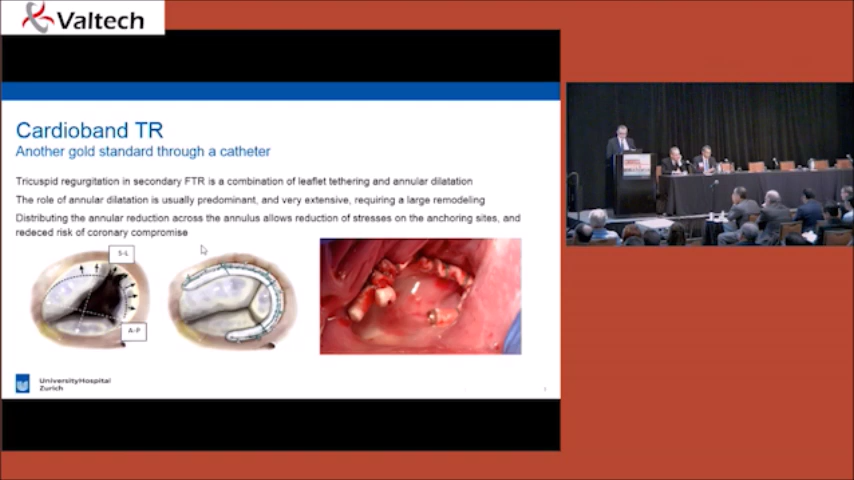 Valtech
Cardioband TR
Another gold standard through a catheter
Tricuspid regurgitation in secondary FTR is a combination of leaflet tethering and annular dilatation
The role of annular dilatation is usually predominant, and very extensive, requiring a large remodeling
Distributing the annular reduction across the annulus allows reduction of stresses on the anchoring sites, and
redeced risk of coronary compromise
S-L
A-P
UniversityHospital
Zurich